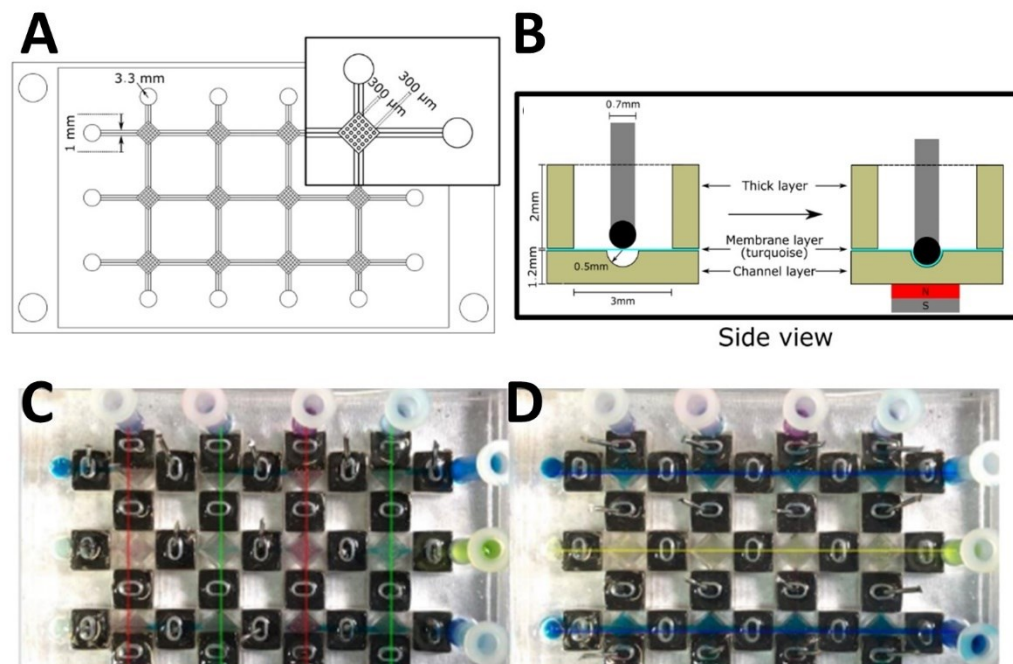 A
3.3 mm
1 mm
300 µm
300 µm
B
0.7mm
2mm
Thick layer
Membrane layer
(turquoise)
0.5mm
Channel layer
1.2mm
3mm
N
S
Side view
C
D